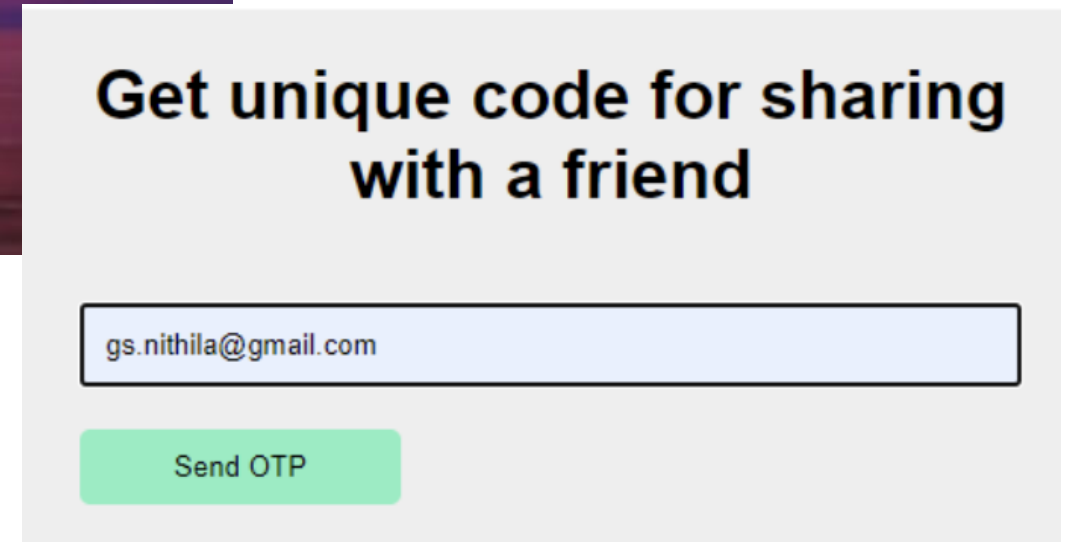 Get unique code for sharing
with a friend
gs.nithila@gmail.com
Send OTP